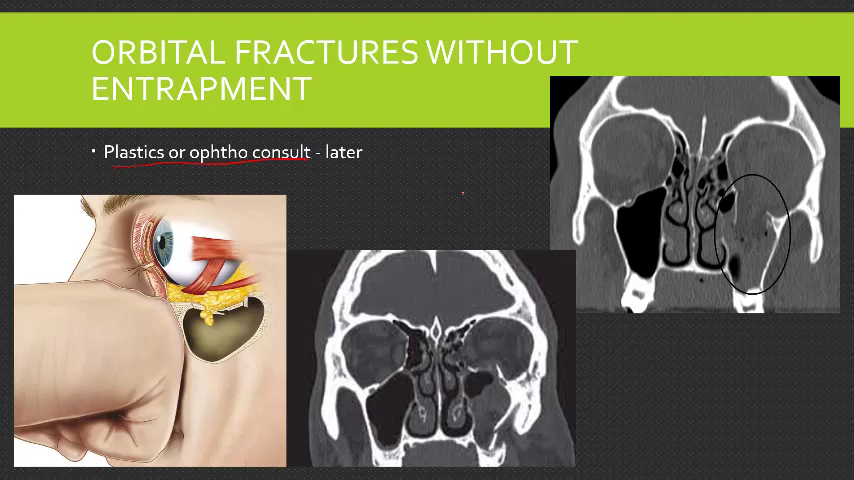 ORBITAL FRACTURES WITHOUT
ENTRAPMENT
• Plastics or ophtho consult - later